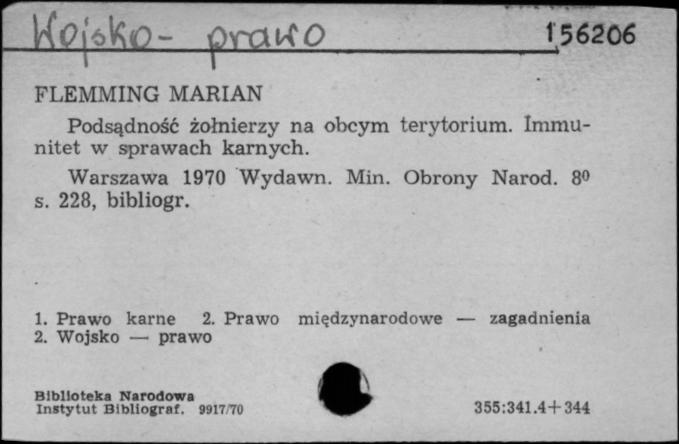 Wojsko - prawo 156206
FLEMMING MARIAN
Podsądność żołnierzy na obcym terytorium. Immu-
nitet w sprawach karnych.
Warszawa 1970 Wydawn. Min. Obrony Narod. 8⁰
s. 228, bibliogr.
1. Prawo karne 2. Prawo międzynarodowe — zagadnienia
2. Wojsko — prawo
Biblioteka Narodowa
Instytut Bibliograf. 9917/70 355:341.4+344